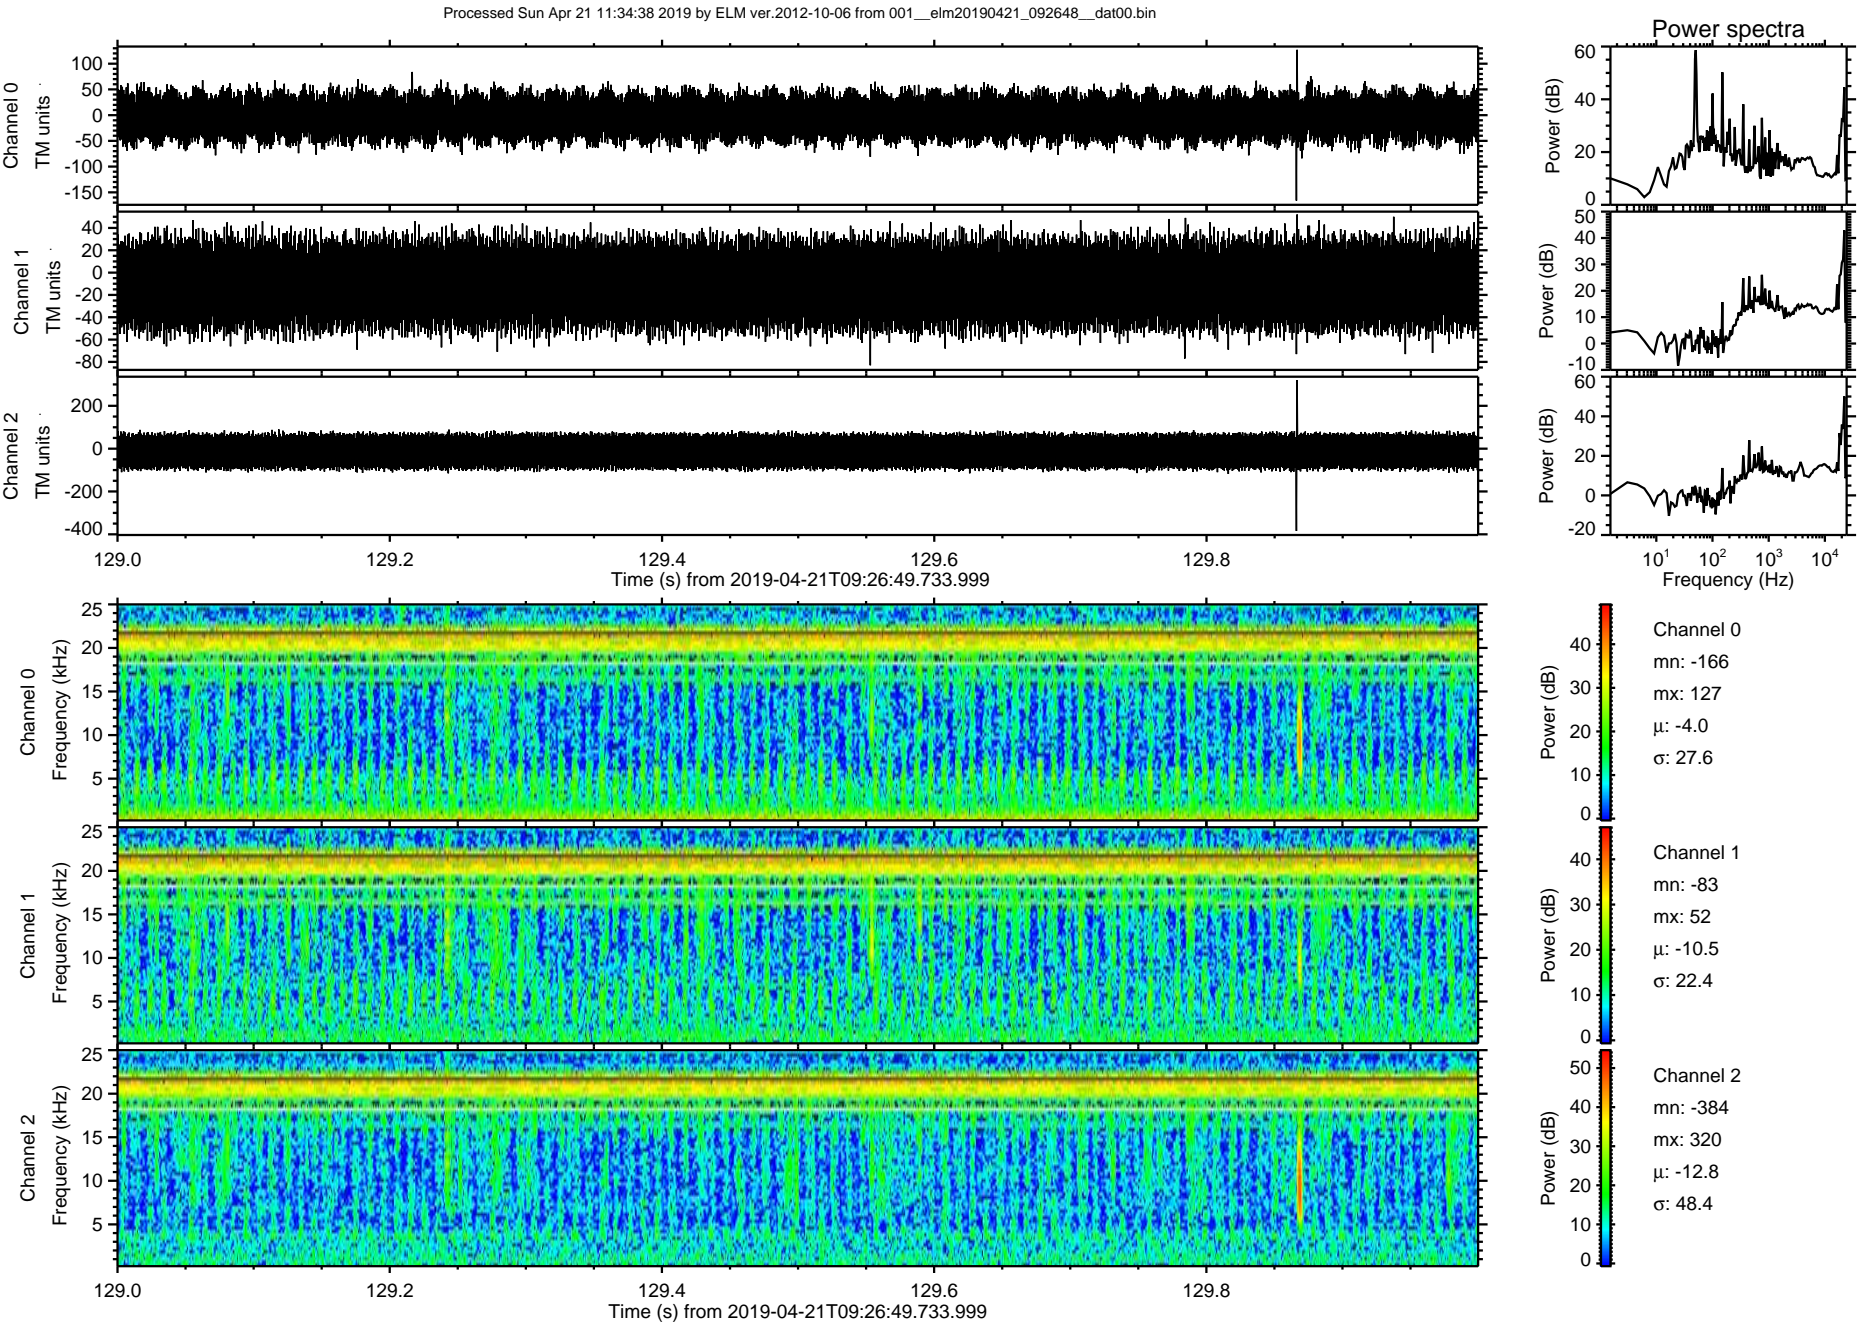 Processed Sun Apr 21 11:34:38 2019 by ELM ver.2012-10-06 from 001__elm20190421_092648__dat00.bin
Power spectra
Channel 0
TM units
100
50
0
-50
-100
-150
Power (dB)
60
40
20
0
Channel 1
TM units
40
20
0
-20
-40
-60
-80
Power (dB)
50
40
30
20
10
0
-10
Channel 2
TM units
200
0
-200
-400
Power (dB)
60
40
20
0
-20
129.0 129.2 129.4 129.6 129.8
Time (s) from 2019-04-21T09:26:49.733.999
10¹ 10² 10³ 10⁴
Frequency (Hz)
Channel 0
Frequency (kHz)
25
20
15
10
5
Power (dB)
40
30
20
10
0
Channel 0
mn: -166
mx: 127
µ: -4.0
σ: 27.6
Channel 1
Frequency (kHz)
25
20
15
10
5
Power (dB)
40
30
20
10
0
Channel 1
mn: -83
mx: 52
µ: -10.5
σ: 22.4
Channel 2
Frequency (kHz)
25
20
15
10
5
Power (dB)
50
40
30
20
10
0
Channel 2
mn: -384
mx: 320
µ: -12.8
σ: 48.4
129.0 129.2 129.4 129.6 129.8
Time (s) from 2019-04-21T09:26:49.733.999